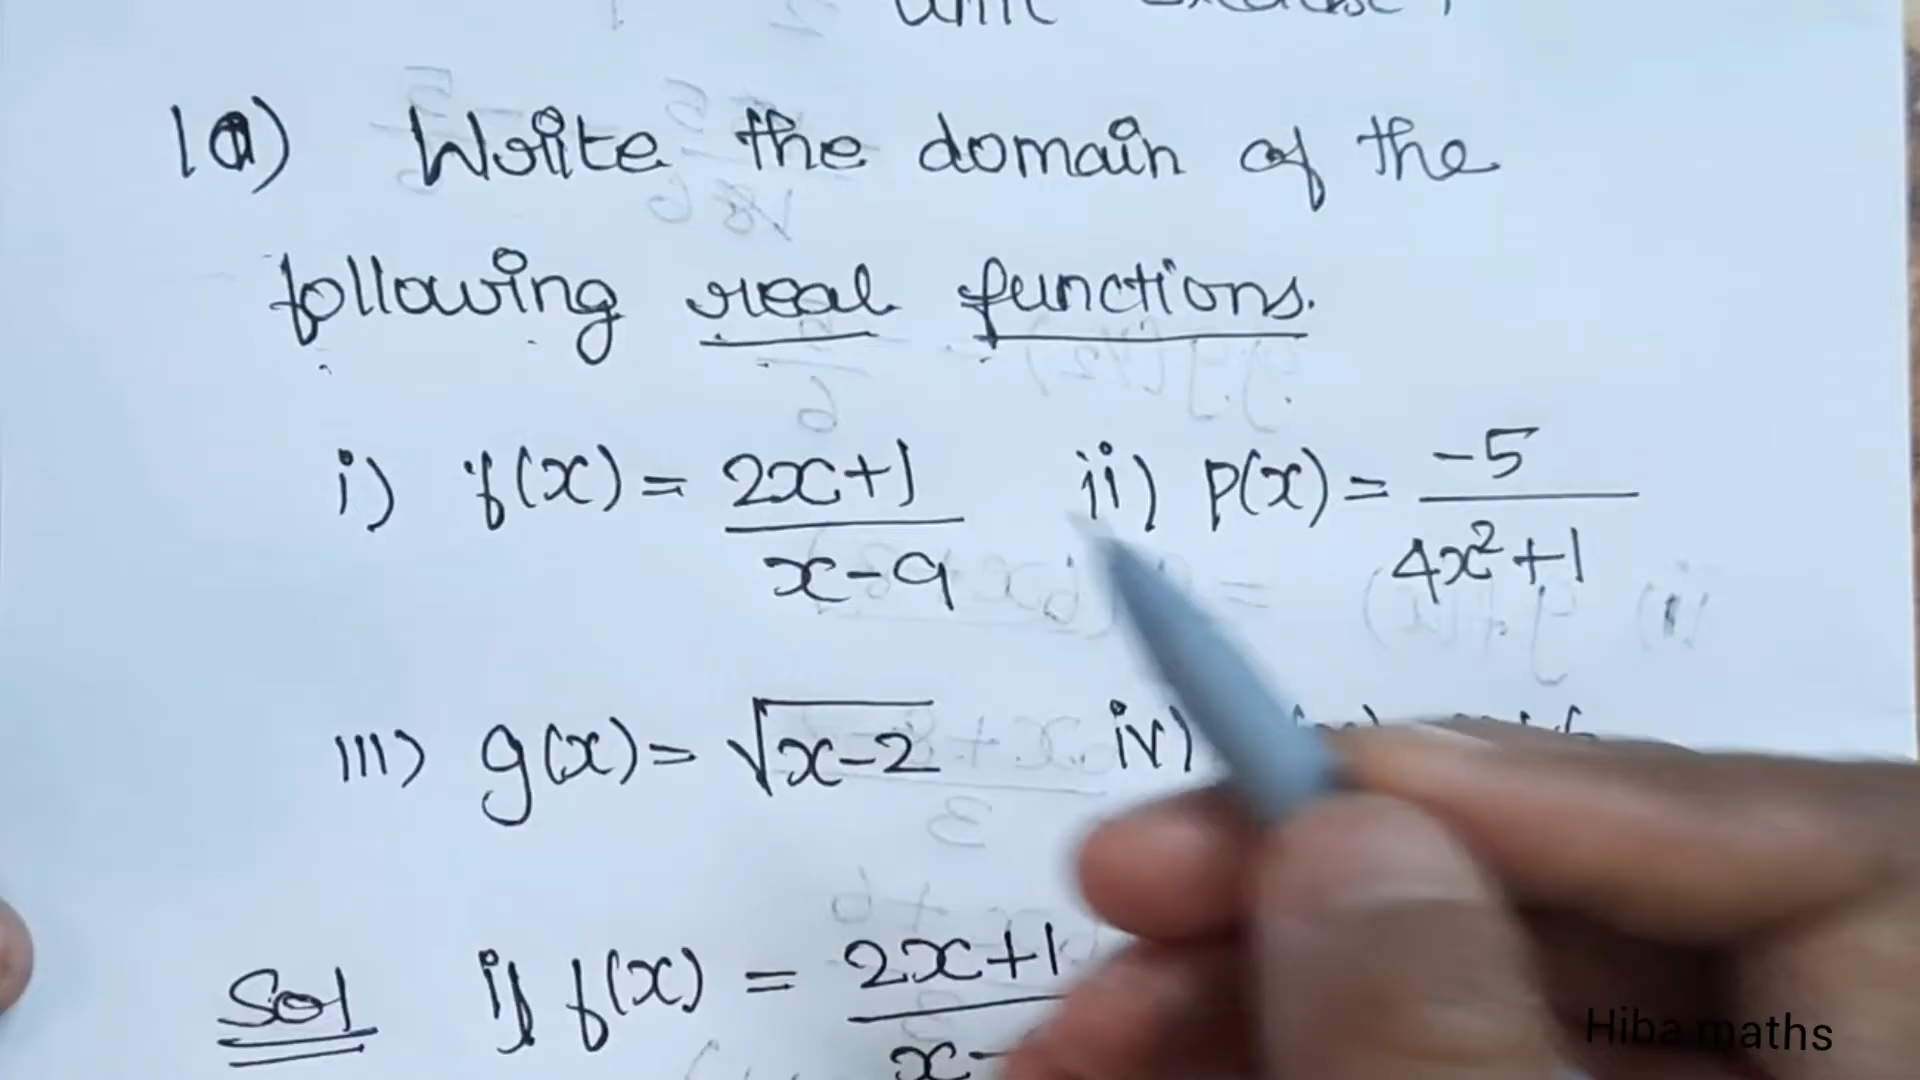 10) Write the domain of the
following real functions.
i) f(x) = 2x+1 / x-9 ii) p(x) = -5 / 4x²+1
iii) g(x) = √x-2 iv)
Sol i) f(x) = 2x+1
x-
Hiba maths